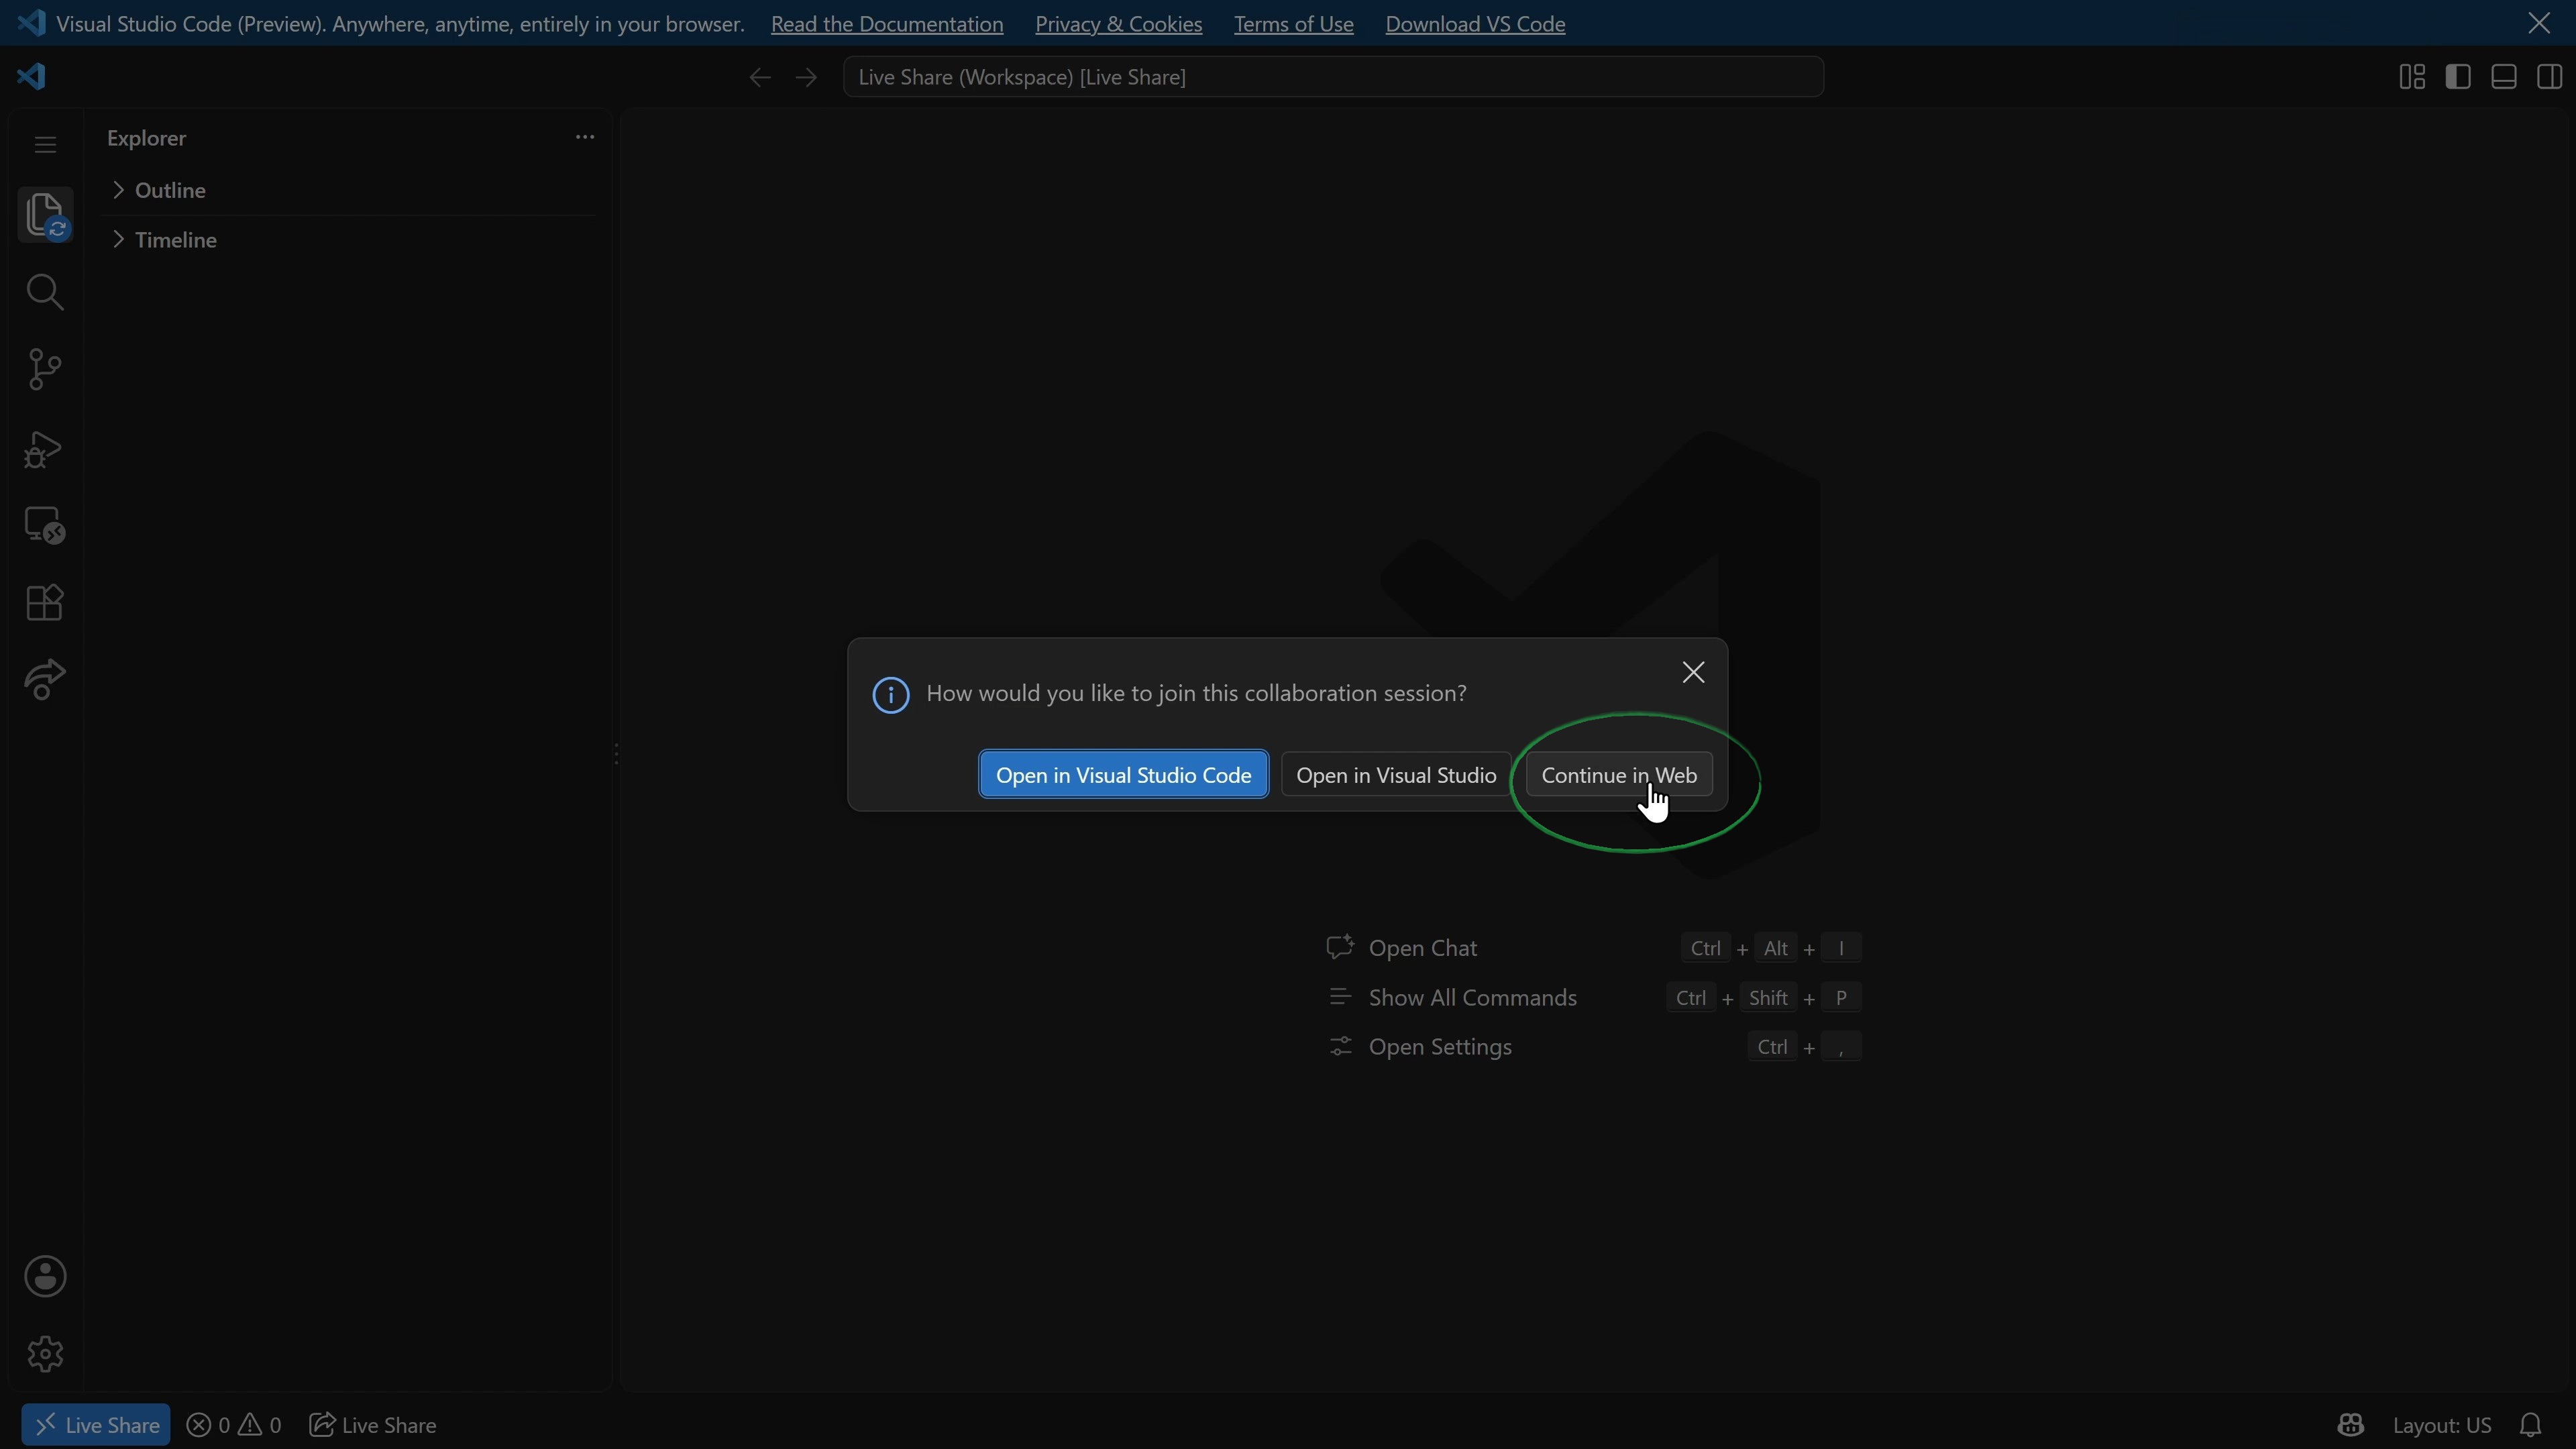 Visual Studio Code (Preview). Anywhere, anytime, entirely in your browser. Read the Documentation Privacy & Cookies Terms of Use Download VS Code
Live Share (Workspace) [Live Share]
Explorer
Outline
Timeline
How would you like to join this collaboration session?
Open in Visual Studio Code Open in Visual Studio Continue in Web
Open Chat Ctrl + Alt + I
Show All Commands Ctrl + Shift + P
Open Settings Ctrl + ,
Live Share 0 0 Live Share Layout: US